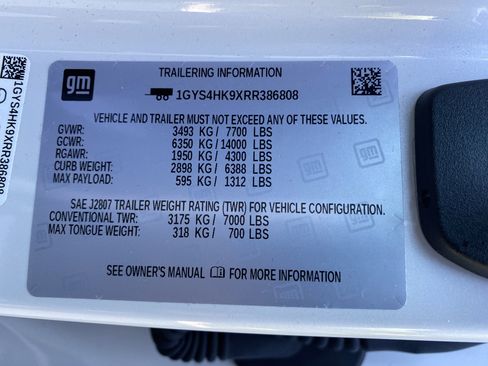 gm
TRAILERING INFORMATION
1GYS4HK9XRR386808
VEHICLE AND TRAILER MUST NOT EXCEED ANY OF THESE VALUES.
GVWR: 3493 KG / 7700 LBS
GCWR: 6350 KG / 14000 LBS
RGAWR: 1950 KG / 4300 LBS
CURB WEIGHT: 2898 KG / 6388 LBS
MAX PAYLOAD: 595 KG / 1312 LBS
SAE J2807 TRAILER WEIGHT RATING (TWR) FOR VEHICLE CONFIGURATION.
CONVENTIONAL TWR: 3175 KG / 7000 LBS
MAX TONGUE WEIGHT: 318 KG / 700 LBS
SEE OWNER'S MANUAL FOR MORE INFORMATION
1GYS4HK9XRR386808